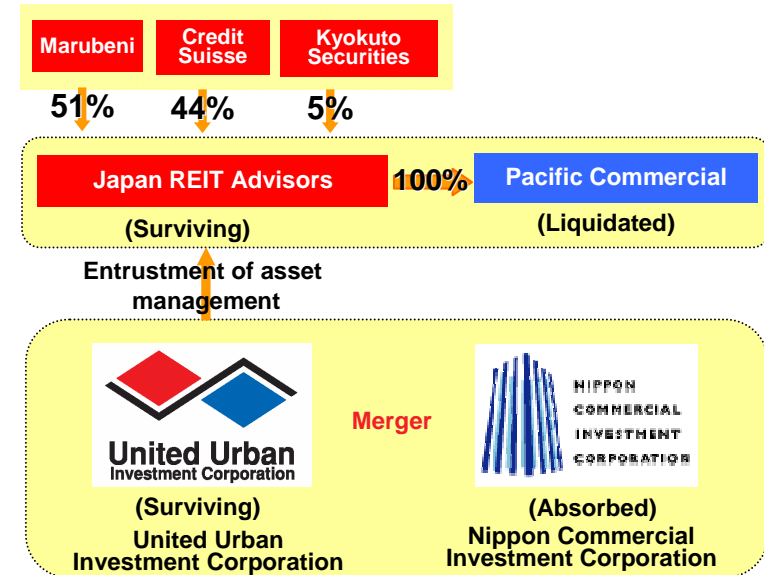 Marubeni
Credit
Suisse
Kyokuto
Securities
51%
44%
5%
Japan REIT Advisors
100%
Pacific Commercial
(Surviving)
(Liquidated)
Entrustment of asset
management
United Urban
Investment Corporation
Merger
NIPPON
COMMERCIAL
INVESTMENT
CORPORATION
(Surviving)
United Urban
Investment Corporation
(Absorbed)
Nippon Commercial
Investment Corporation